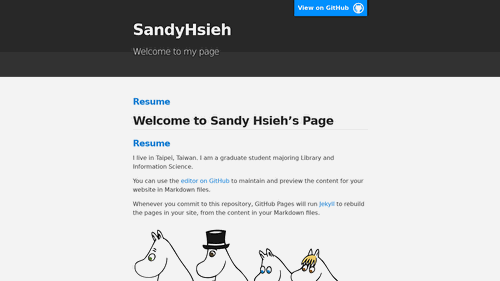 View on GitHub
SandyHsieh
Welcome to my page
Resume
Welcome to Sandy Hsieh’s Page
Resume
I live in Taipei, Taiwan. I am a graduate student majoring Library and
Information Science.
You can use the editor on GitHub to maintain and preview the content for your
website in Markdown files.
Whenever you commit to this repository, GitHub Pages will run Jekyll to rebuild
the pages in your site, from the content in your Markdown files.